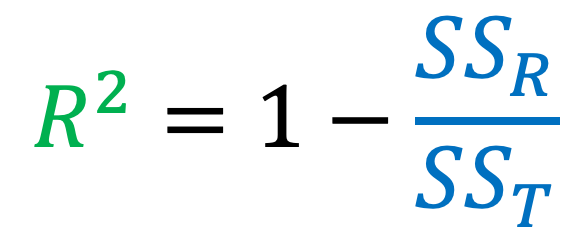 R² = 1 − SS_R / SS_T